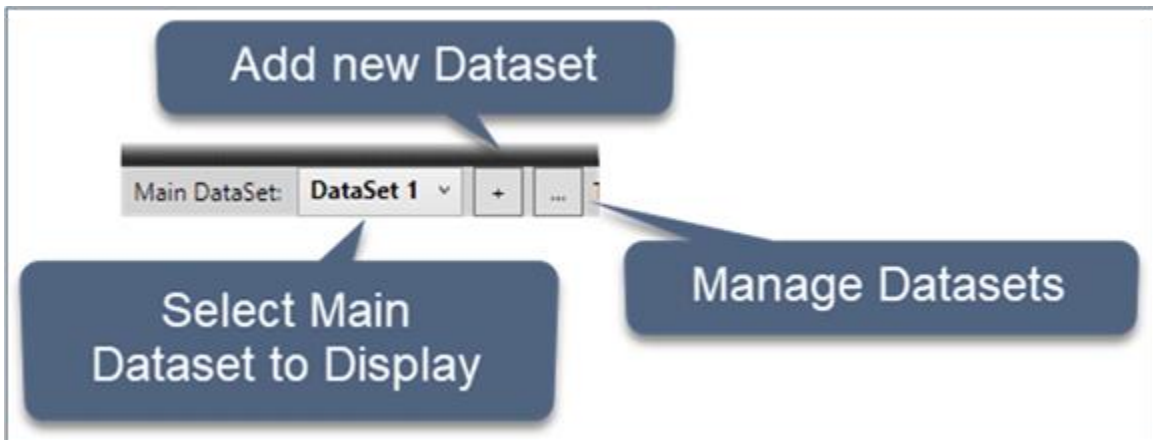 Add new Dataset
Main DataSet: DataSet 1 + ...
Select Main
Dataset to Display
Manage Datasets